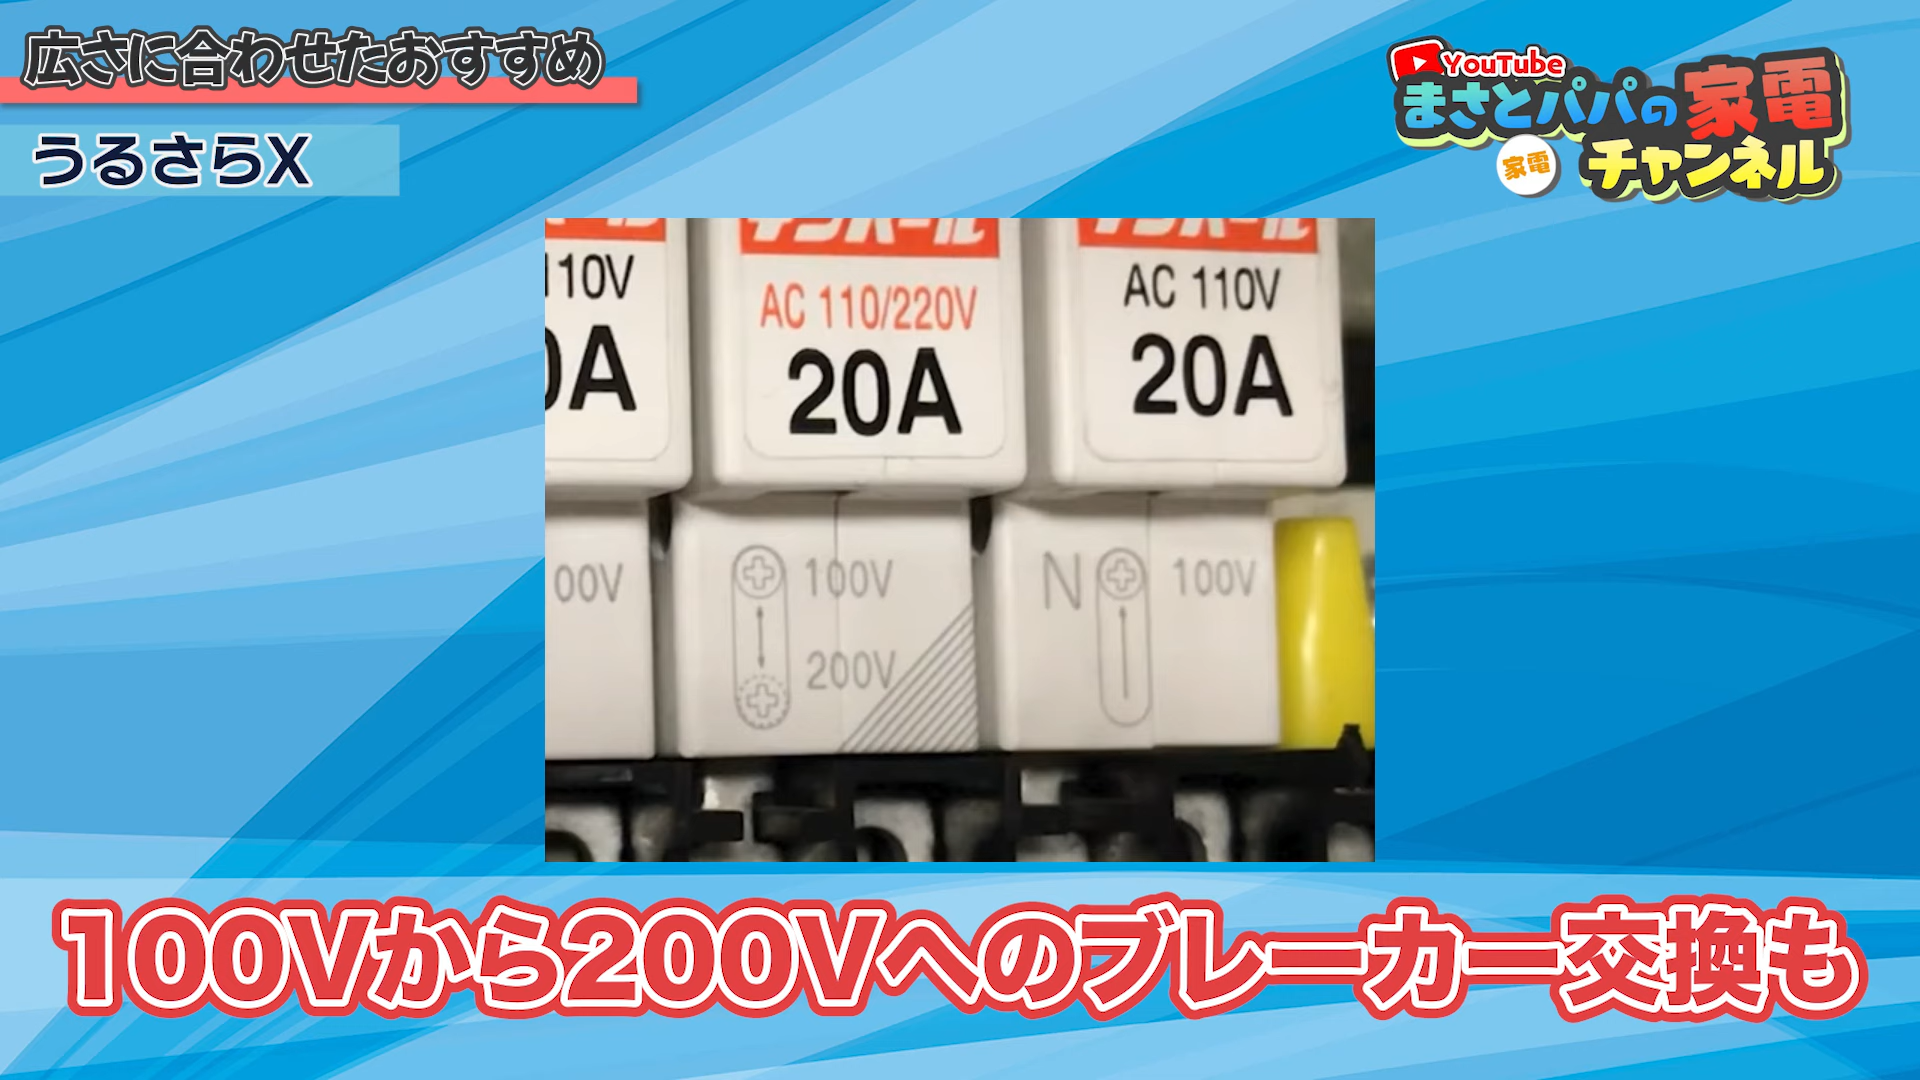 広さに合わせたおすすめ
うるさらX
YouTube
まさとパパの家電
家電
チャンネル
110V
AC 110/220V
20A
AC 110V
20A
100V
200V
N
100V
100Vから200Vへのブレーカー交換も